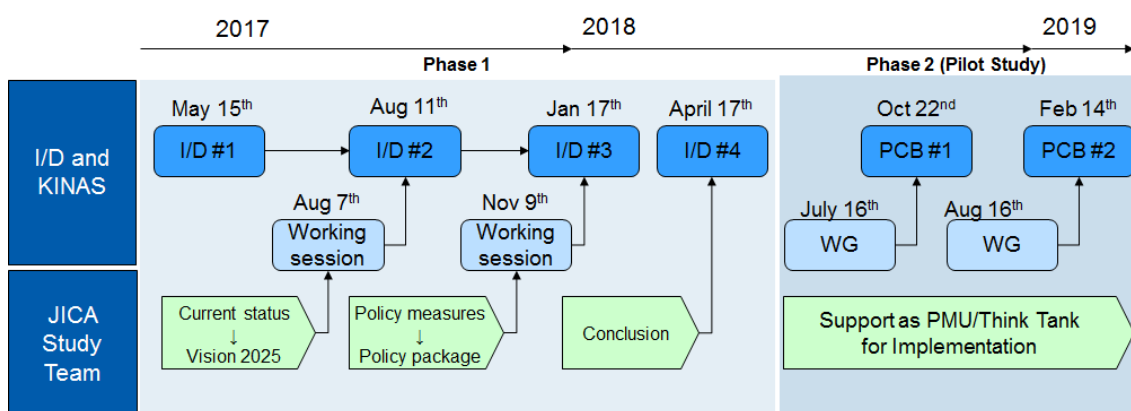 2017
2018
2019
Phase 1
Phase 2 (Pilot Study)
I/D and
KINAS
May 15th
I/D #1
Aug 11th
I/D #2
Jan 17th
I/D #3
April 17th
I/D #4
Oct 22nd
PCB #1
Feb 14th
PCB #2
Aug 7th
Working
session
Nov 9th
Working
session
July 16th
WG
Aug 16th
WG
JICA
Study
Team
Current status
↓
Vision 2025
Policy measures
↓
Policy package
Conclusion
Support as PMU/Think Tank
for Implementation